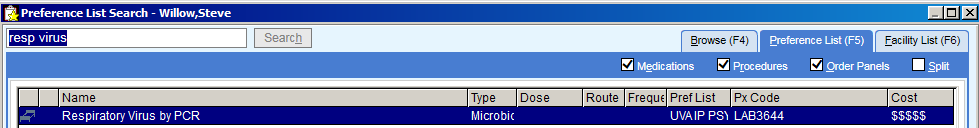 Preference List Search - Willow,Steve
resp virus Search Browse (F4) Preference List (F5) Facility List (F6)
Medications Procedures Order Panels Split
Name Type Dose Route Freque Pref List Px Code Cost
Respiratory Virus by PCR Microbic UVA IP PSY LAB3644 $$$$$